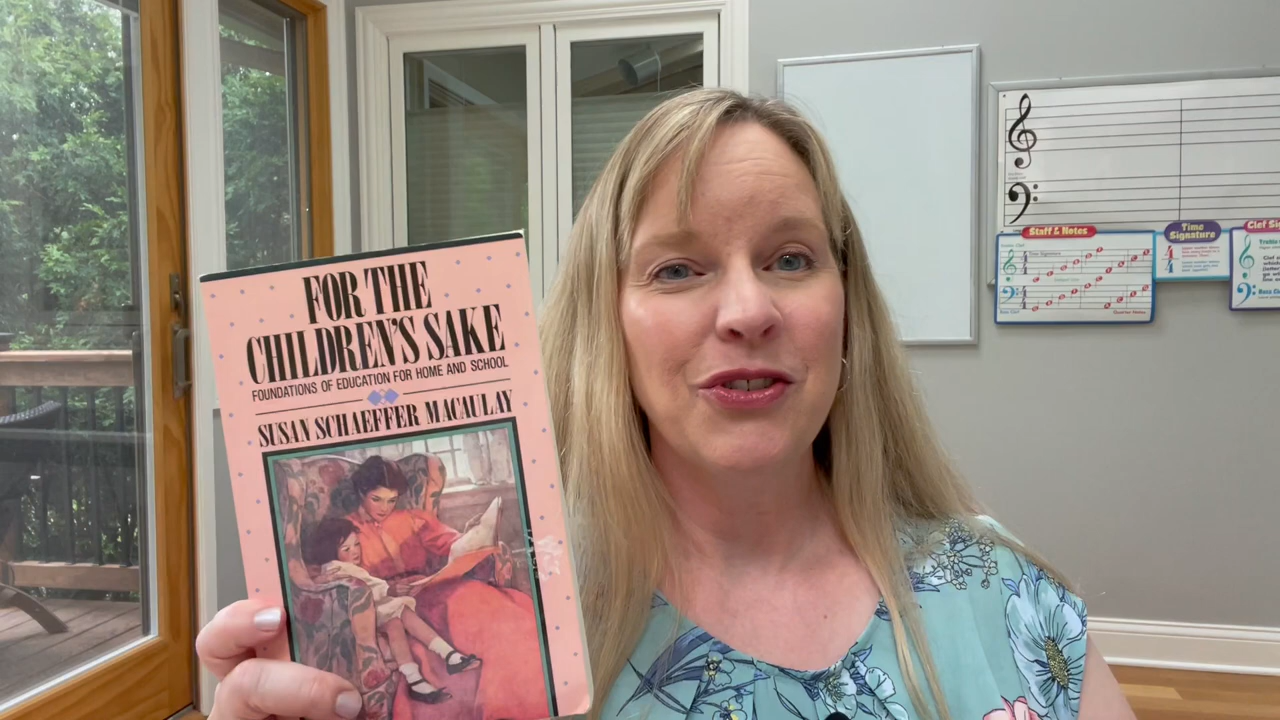 FOR THE
CHILDREN'S SAKE
FOUNDATIONS OF EDUCATION FOR HOME AND SCHOOL
SUSAN SCHAEFFER MACAULAY
Staff & Notes
Time
Signature
Clef